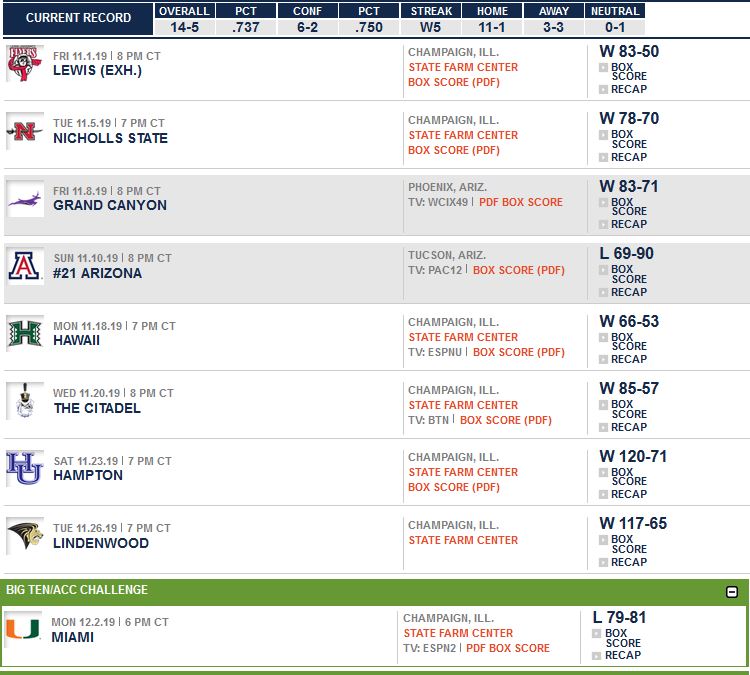 CURRENT RECORD
OVERALL PCT CONF PCT STREAK HOME AWAY NEUTRAL
14-5 .737 6-2 .750 W5 11-1 3-3 0-1
FRI 11.1.19 | 8 PM CT
LEWIS (EXH.)
CHAMPAIGN, ILL.
STATE FARM CENTER
BOX SCORE (PDF)
W 83-50
BOX
SCORE
RECAP
N
TUE 11.5.19 | 7 PM CT
NICHOLLS STATE
CHAMPAIGN, ILL.
STATE FARM CENTER
BOX SCORE (PDF)
W 78-70
BOX
SCORE
RECAP
FRI 11.8.19 | 8 PM CT
GRAND CANYON
PHOENIX, ARIZ.
TV: WCIX49 | PDF BOX SCORE
W 83-71
BOX
SCORE
RECAP
A
SUN 11.10.19 | 8 PM CT
#21 ARIZONA
TUCSON, ARIZ.
TV: PAC12 | BOX SCORE (PDF)
L 69-90
BOX
SCORE
RECAP
H
MON 11.18.19 | 7 PM CT
HAWAII
CHAMPAIGN, ILL.
STATE FARM CENTER
TV: ESPNU | BOX SCORE (PDF)
W 66-53
BOX
SCORE
RECAP
WED 11.20.19 | 8 PM CT
THE CITADEL
CHAMPAIGN, ILL.
STATE FARM CENTER
TV: BTN | BOX SCORE (PDF)
W 85-57
BOX
SCORE
RECAP
HU
SAT 11.23.19 | 7 PM CT
HAMPTON
CHAMPAIGN, ILL.
STATE FARM CENTER
BOX SCORE (PDF)
W 120-71
BOX
SCORE
RECAP
TUE 11.26.19 | 7 PM CT
LINDENWOOD
CHAMPAIGN, ILL.
STATE FARM CENTER
W 117-65
BOX
SCORE
RECAP
BIG TEN/ACC CHALLENGE
U
MON 12.2.19 | 6 PM CT
MIAMI
CHAMPAIGN, ILL.
STATE FARM CENTER
TV: ESPN2 | PDF BOX SCORE
L 79-81
BOX
SCORE
RECAP